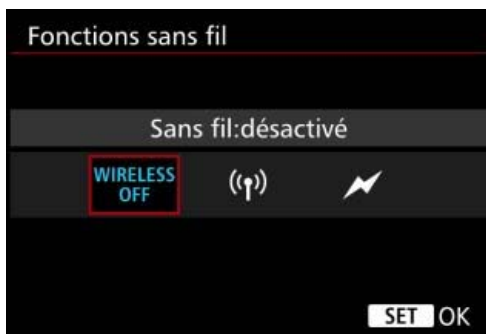 Fonctions sans fil
Sans fil:désactivé
WIRELESS
OFF
SET OK